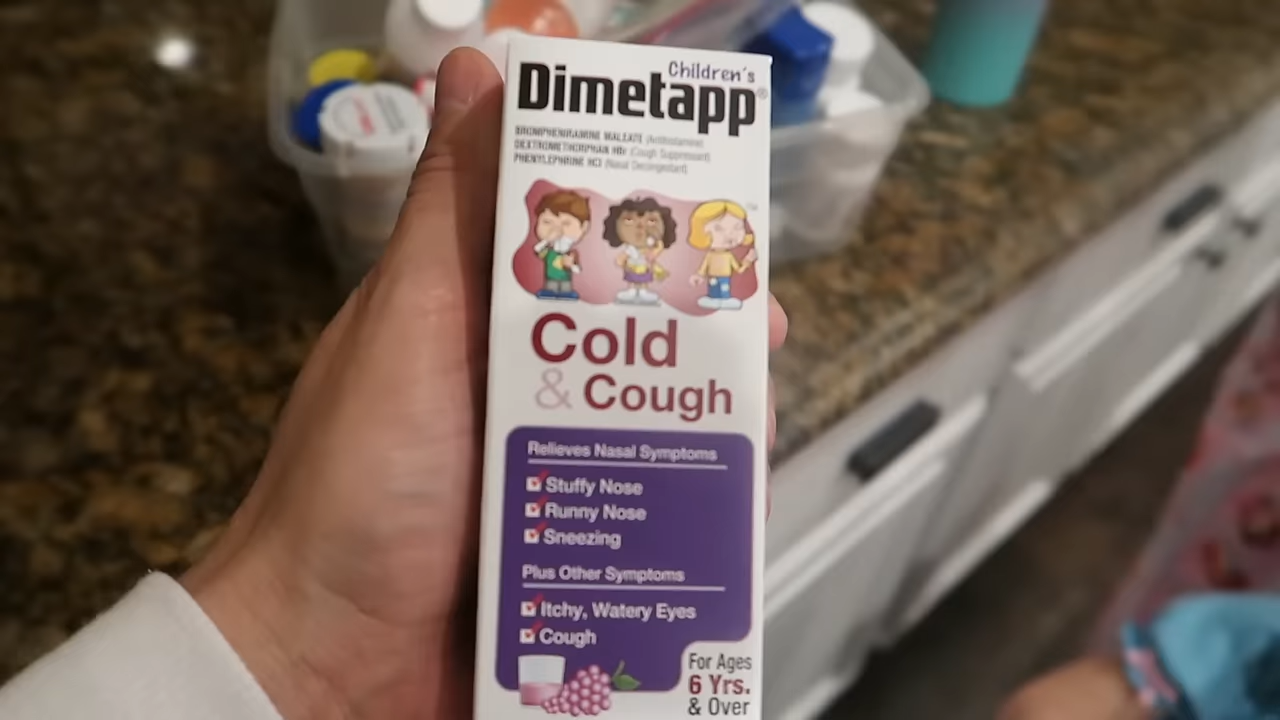 Children's
Dimetapp®
BROMPHENIRAMINE MALEATE (Antihistamine)
DEXTROMETHORPHAN HBr (Cough Suppressant)
PHENYLEPHRINE HCl (Nasal Decongestant)
TM
Cold
& Cough
Relieves Nasal Symptoms
Stuffy Nose
Runny Nose
Sneezing
Plus Other Symptoms
Itchy, Watery Eyes
Cough
For Ages
6 Yrs.
& Over